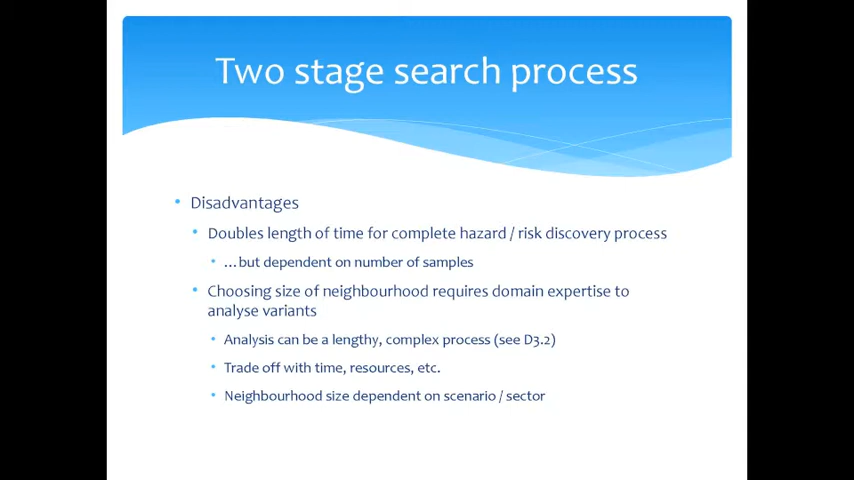 Two stage search process
• Disadvantages
• Doubles length of time for complete hazard / risk discovery process
• …but dependent on number of samples
• Choosing size of neighbourhood requires domain expertise to
analyse variants
• Analysis can be a lengthy, complex process (see D3.2)
• Trade off with time, resources, etc.
• Neighbourhood size dependent on scenario / sector